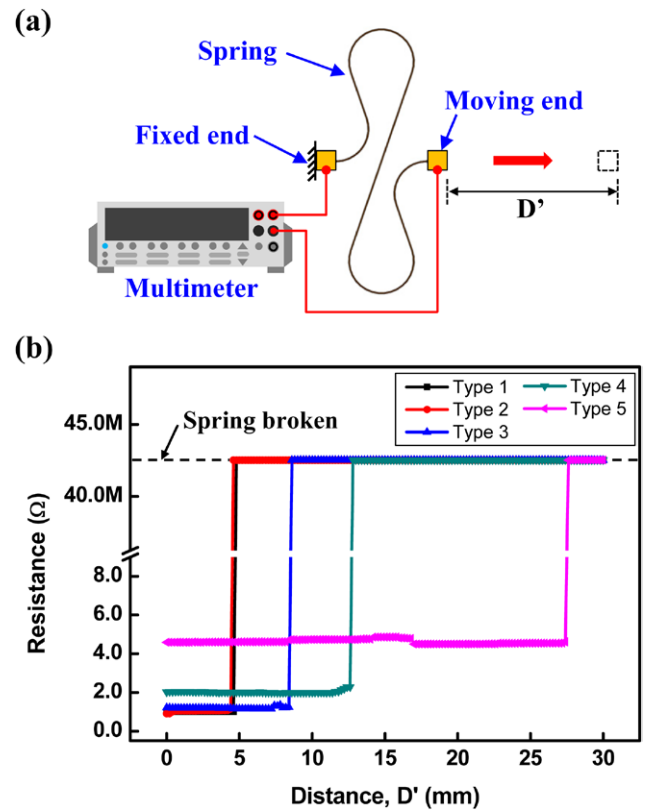 (a)
Spring
Moving end
Fixed end
D’
Multimeter
(b)
Type 1 Type 4
Type 2 Type 5
Type 3
45.0M
Spring broken
40.0M
Resistance (Ω)
8.0
6.0
4.0
2.0
0.0
0 5 10 15 20 25 30
Distance, D' (mm)